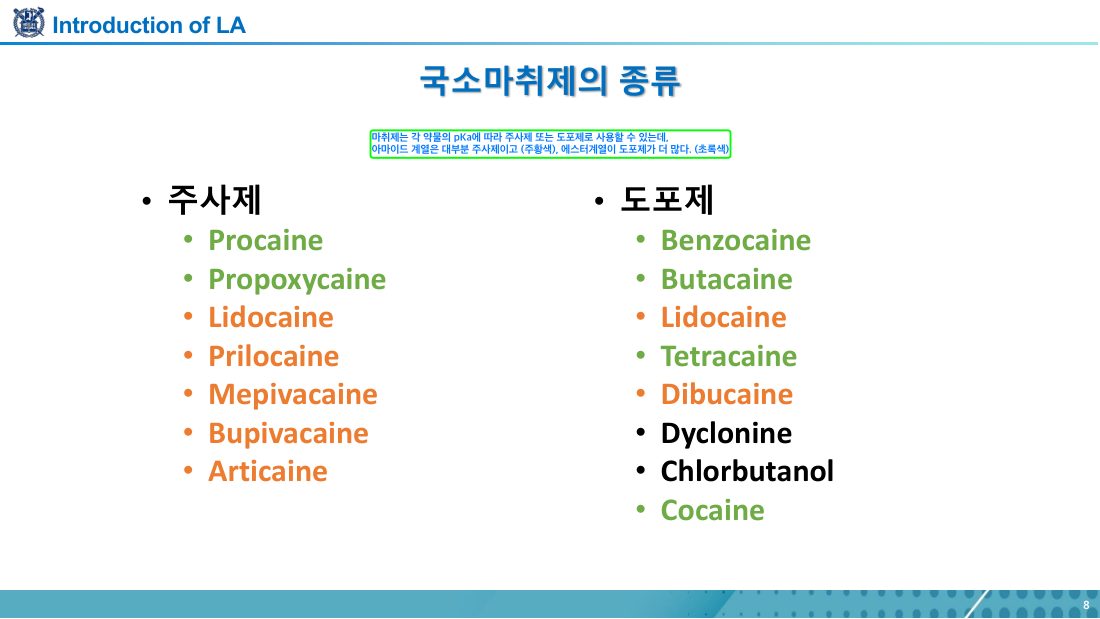 Introduction of LA
국소마취제의 종류
마취제는 각 약물의 pKa에 따라 주사제 또는 도포제로 사용할 수 있는데,
아마이드 계열은 대부분 주사제이고 (주황색), 에스터계열이 도포제가 더 많다. (초록색)
• 주사제
• Procaine
• Propoxycaine
• Lidocaine
• Prilocaine
• Mepivacaine
• Bupivacaine
• Articaine
• 도포제
• Benzocaine
• Butacaine
• Lidocaine
• Tetracaine
• Dibucaine
• Dyclonine
• Chlorbutanol
• Cocaine
8